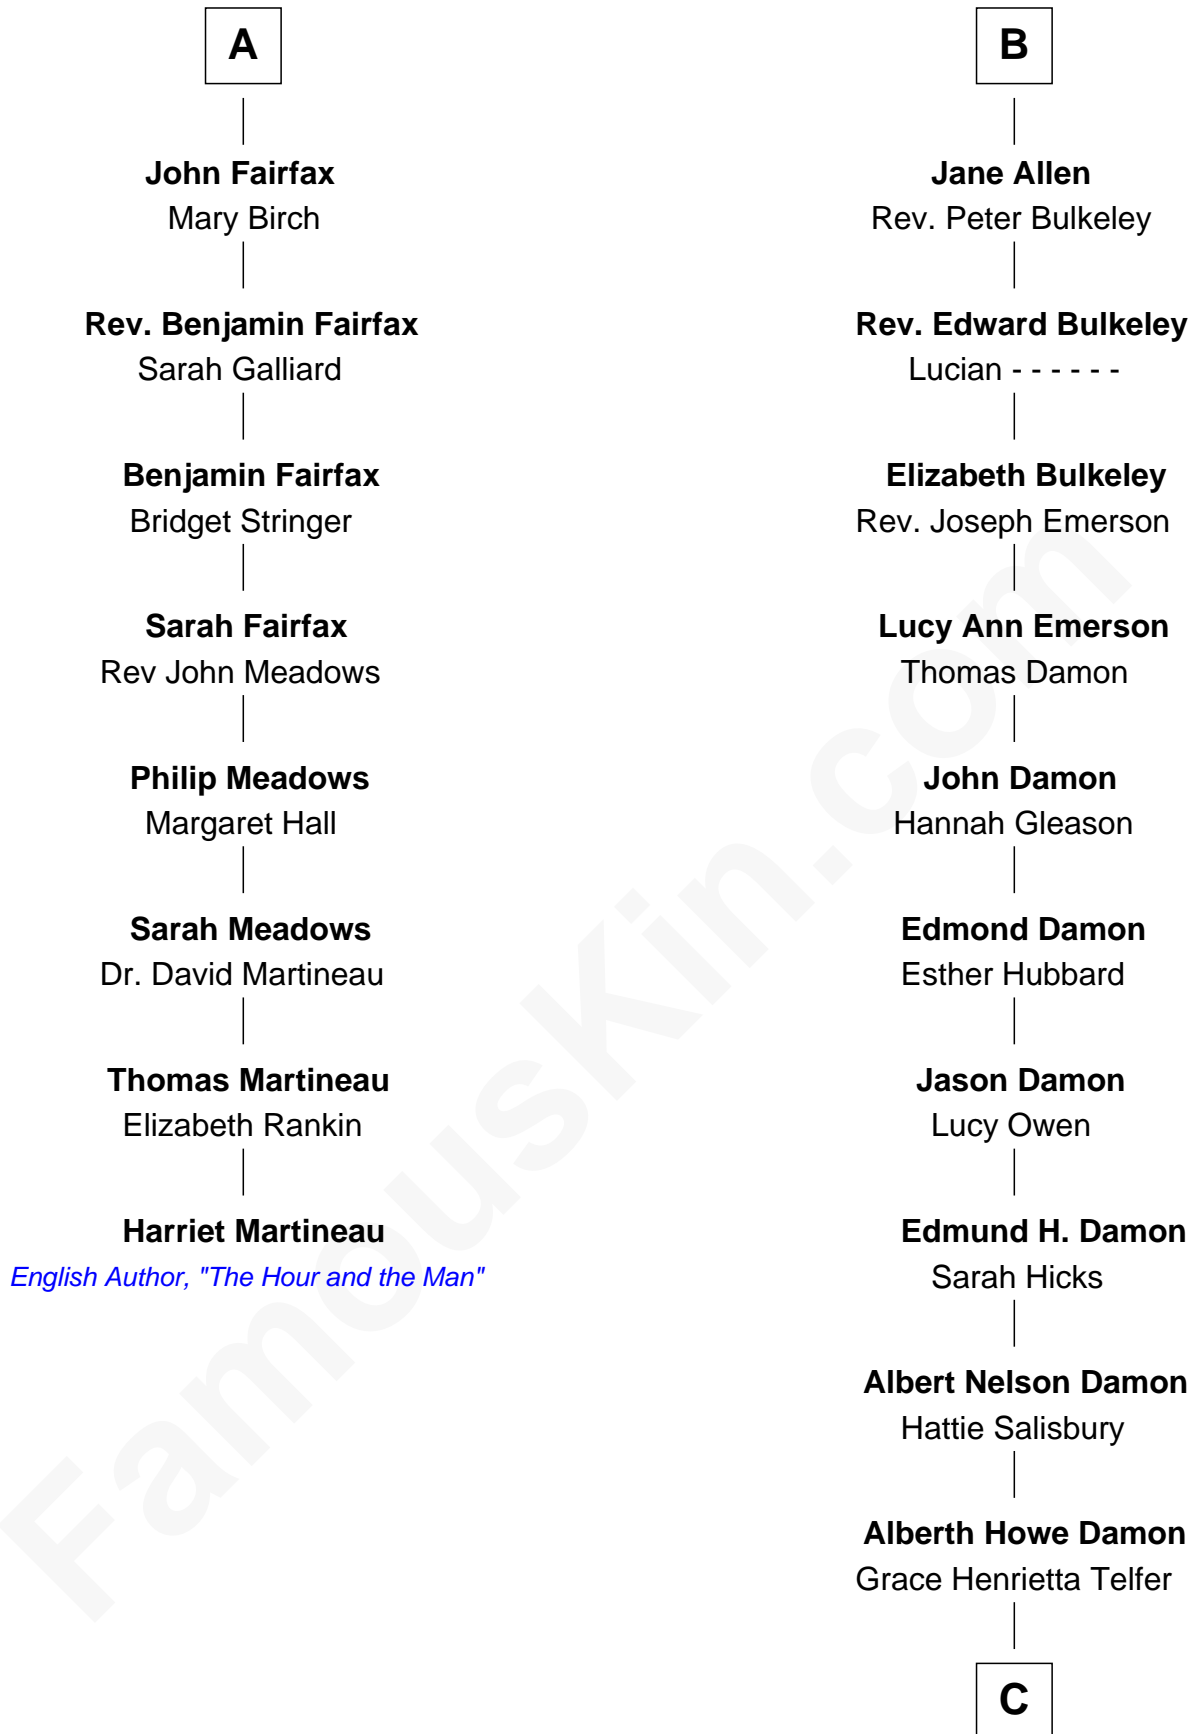 A
John Fairfax
Mary Birch
Rev. Benjamin Fairfax
Sarah Galliard
Benjamin Fairfax
Bridget Stringer
Sarah Fairfax
Rev John Meadows
Philip Meadows
Margaret Hall
Sarah Meadows
Dr. David Martineau
Thomas Martineau
Elizabeth Rankin
Harriet Martineau
English Author, "The Hour and the Man"
B
Jane Allen
Rev. Peter Bulkeley
Rev. Edward Bulkeley
Lucian - - - - - -
Elizabeth Bulkeley
Rev. Joseph Emerson
Lucy Ann Emerson
Thomas Damon
John Damon
Hannah Gleason
Edmond Damon
Esther Hubbard
Jason Damon
Lucy Owen
Edmund H. Damon
Sarah Hicks
Albert Nelson Damon
Hattie Salisbury
Alberth Howe Damon
Grace Henrietta Telfer
C
FamousKin.com